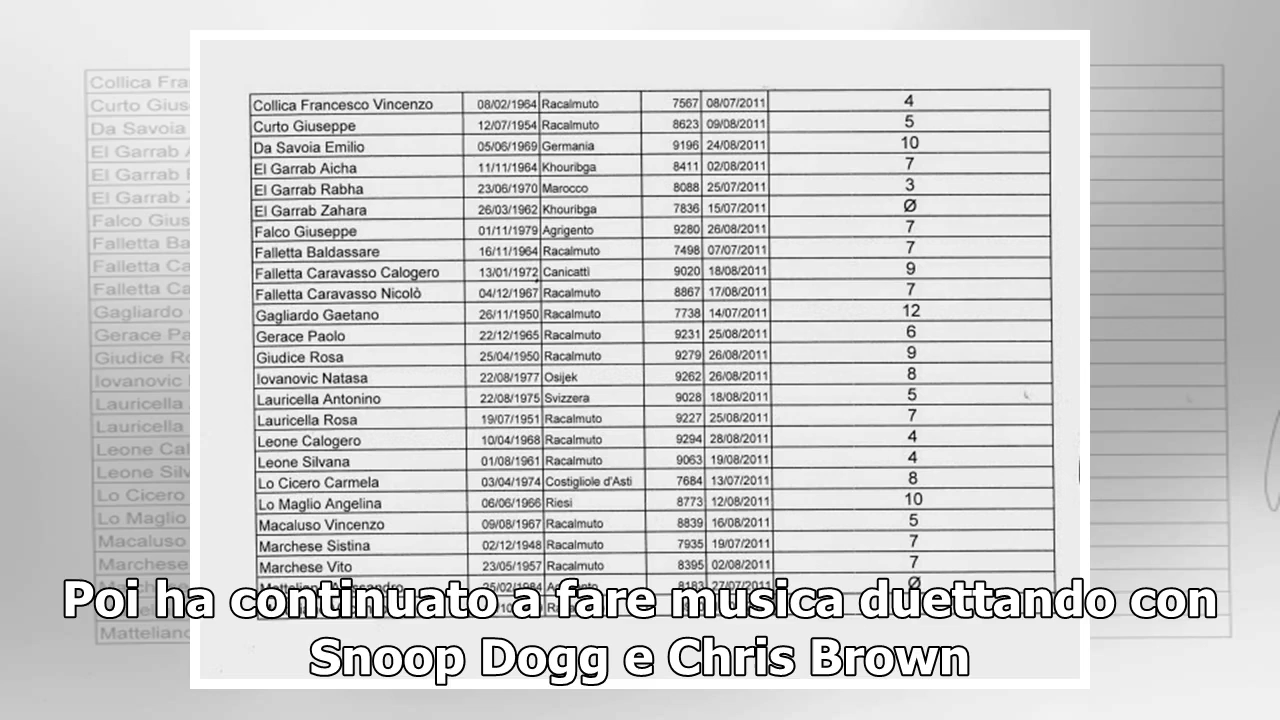 Collica Francesco Vincenzo 08/02/1964 Racalmuto 7567 08/07/2011 4
Curto Giuseppe 12/07/1954 Racalmuto 8623 09/08/2011 5
Da Savoia Emilio 05/06/1969 Germania 9196 24/08/2011 10
El Garrab Aicha 11/11/1964 Khouribga 8411 02/08/2011 7
El Garrab Rabha 23/06/1970 Marocco 8088 25/07/2011 3
El Garrab Zahara 26/03/1962 Khouribga 7836 15/07/2011 Ø
Falco Giuseppe 01/11/1979 Agrigento 9280 26/08/2011 7
Falletta Baldassare 16/11/1964 Racalmuto 7498 07/07/2011 7
Falletta Caravasso Calogero 13/01/1972 Canicattì 9020 18/08/2011 9
Falletta Caravasso Nicolò 04/12/1967 Racalmuto 8867 17/08/2011 7
Gagliardo Gaetano 26/11/1950 Racalmuto 7738 14/07/2011 12
Gerace Paolo 22/12/1965 Racalmuto 9231 25/08/2011 6
Giudice Rosa 25/04/1950 Racalmuto 9279 26/08/2011 9
Iovanovic Natasa 22/08/1977 Osijek 9262 26/08/2011 8
Lauricella Antonino 22/08/1975 Svizzera 9028 18/08/2011 5
Lauricella Rosa 19/07/1951 Racalmuto 9227 25/08/2011 7
Leone Calogero 10/04/1968 Racalmuto 9294 28/08/2011 4
Leone Silvana 01/08/1961 Racalmuto 9063 19/08/2011 4
Lo Cicero Carmela 03/04/1974 Costigliole d'Asti 7684 13/07/2011 8
Lo Maglio Angelina 06/06/1966 Riesi 8773 12/08/2011 10
Macaluso Vincenzo 09/08/1967 Racalmuto 8839 16/08/2011 5
Marchese Sistina 02/12/1948 Racalmuto 7935 19/07/2011 7
Marchese Vito 23/05/1957 Racalmuto 8395 02/08/2011 7
8183 27/07/2011 Ø
Poi ha continuato a fare musica duettando con
Snoop Dogg e Chris Brown